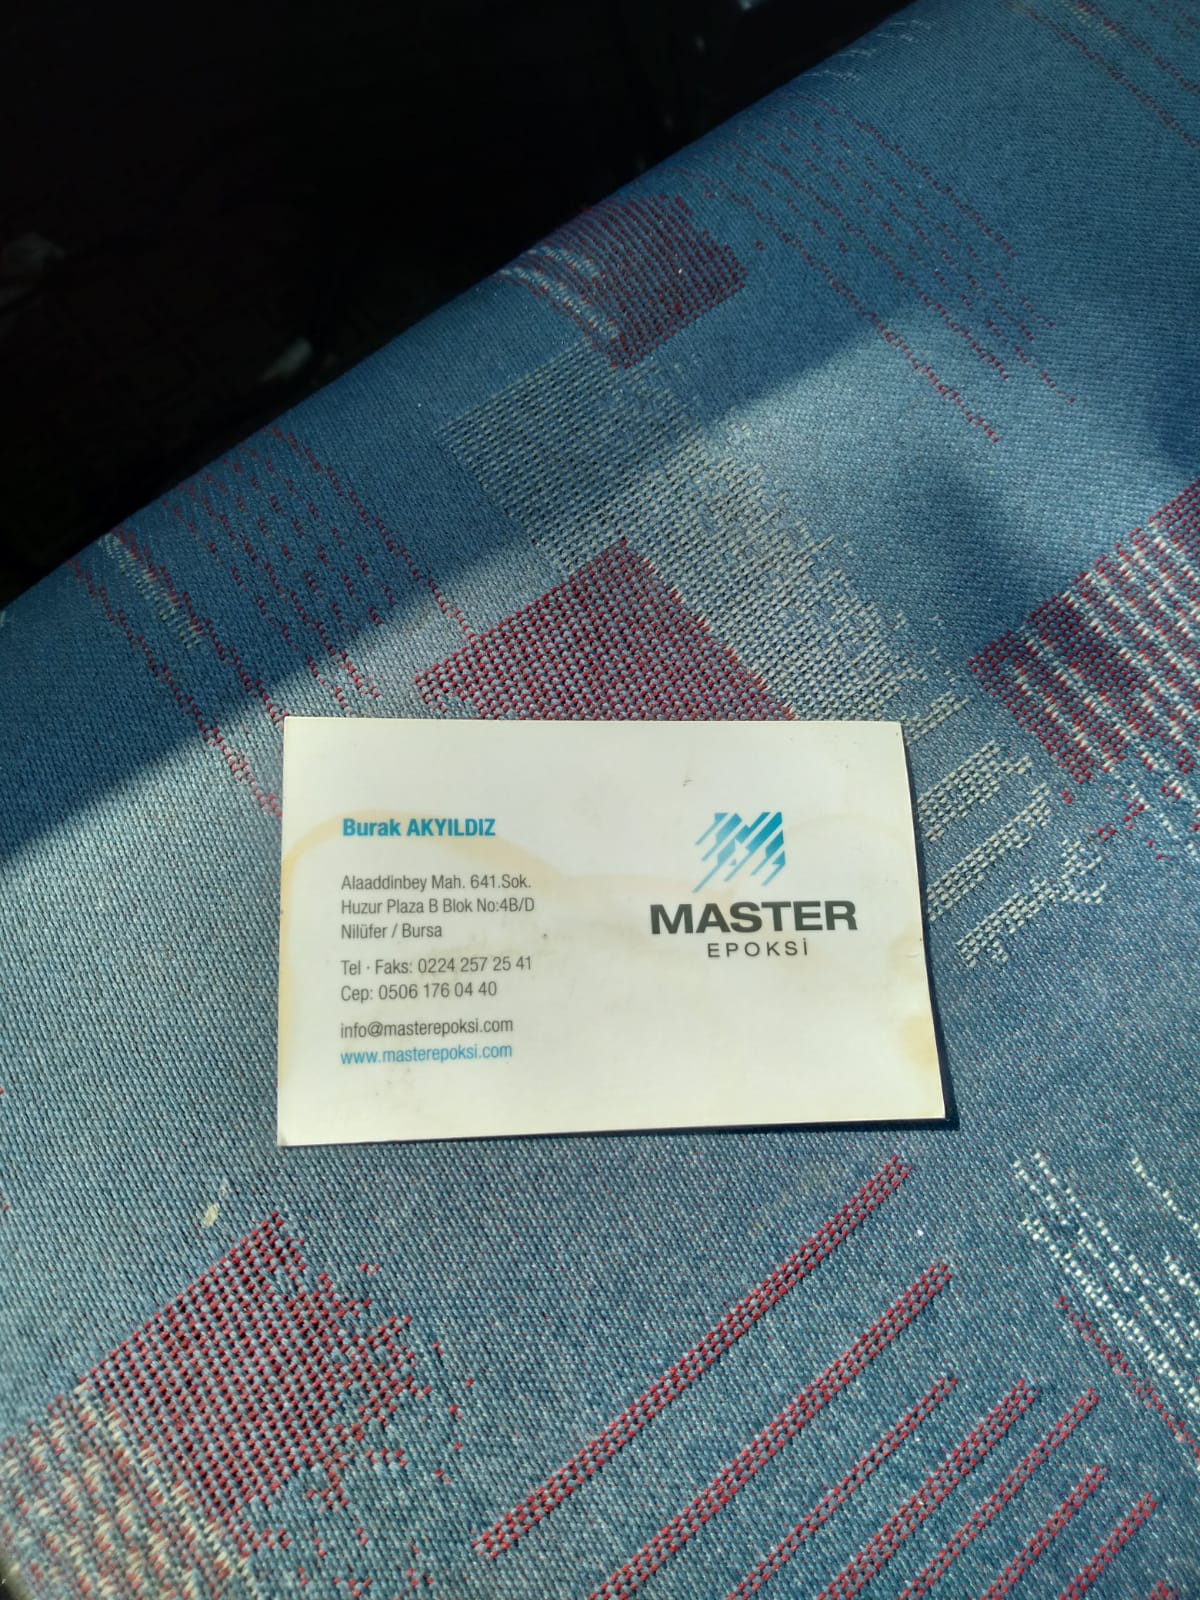 Burak AKYILDIZ
Alaaddinbey Mah. 641.Sok.
Huzur Plaza B Blok No:4B/D
Nilüfer / Bursa
Tel · Faks: 0224 257 25 41
Cep: 0506 176 04 40
info@masterepoksi.com
www.masterepoksi.com
MASTER
EPOKSİ